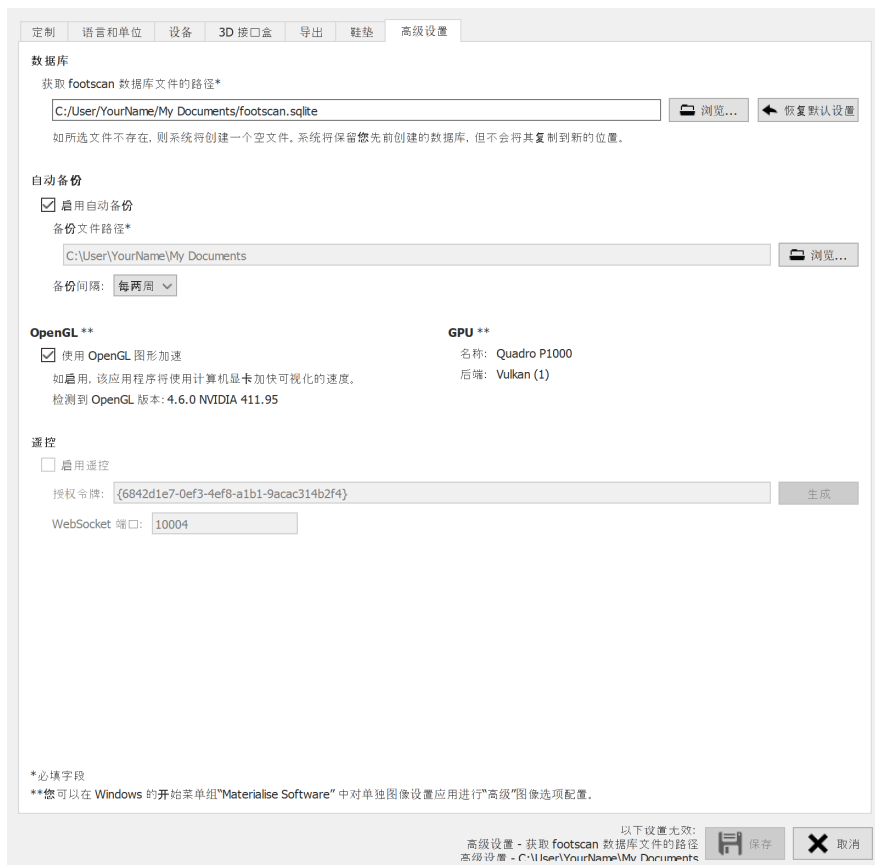 定制 语言和单位 设备 3D 接口盒 导出 鞋垫 高级设置
数据库
获取 footscan 数据库文件的路径*
C:/User/YourName/My Documents/footscan.sqlite 浏览... 恢复默认设置
如所选文件不存在, 则系统将创建一个空文件。系统将保留您先前创建的数据库, 但不会将其复制到新的位置。
自动备份
启用自动备份
备份文件路径*
C:\User\YourName\My Documents 浏览...
备份间隔: 每两周
OpenGL ** GPU **
使用 OpenGL 图形加速 名称: Quadro P1000
如启用, 该应用程序将使用计算机显卡加快可视化的速度。 后端: Vulkan (1)
检测到 OpenGL 版本: 4.6.0 NVIDIA 411.95
遥控
启用遥控
授权令牌: {6842d1e7-0ef3-4ef8-a1b1-9acac314b2f4} 生成
WebSocket 端口: 10004
*必填字段
**您可以在 Windows 的开始菜单组“Materialise Software” 中对单独图像设置应用进行“高级”图像选项配置。
以下设置无效:
高级设置 - 获取 footscan 数据库文件的路径 保存 取消
高级设置 - C:\User\YourName\My Documents